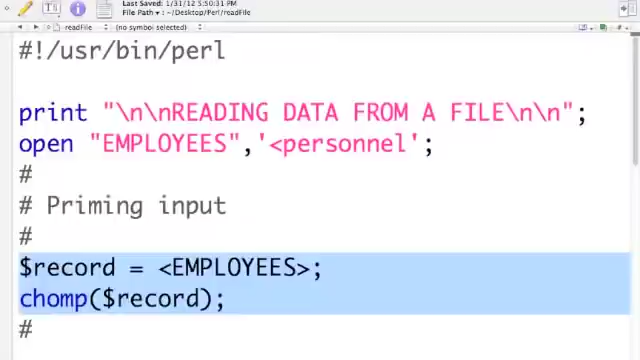 Last Saved: 1/31/12 5:50:31 PM
File Path ▾: ~/Desktop/Perl/readFile
readFile
(no symbol selected)
#!/usr/bin/perl
print "\n\nREADING DATA FROM A FILE\n\n";
open "EMPLOYEES",'<personnel';
#
# Priming input
#
$record = <EMPLOYEES>;
chomp($record);
#